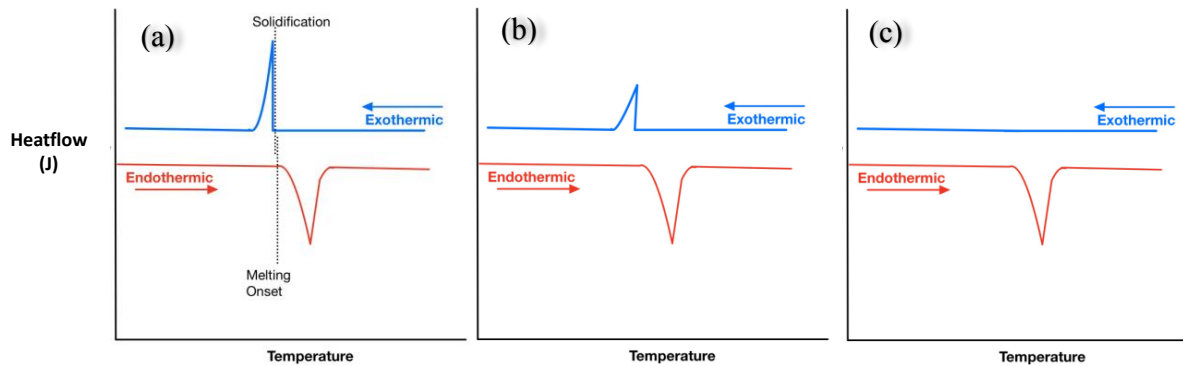 Heatflow
(J)
(a)
Solidification
Exothermic
Endothermic
Melting
Onset
Temperature
(b)
Exothermic
Endothermic
Temperature
(c)
Exothermic
Endothermic
Temperature